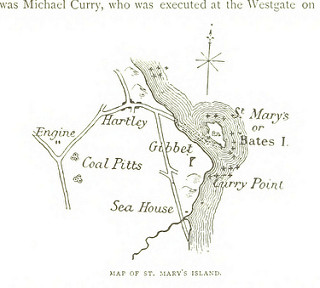 was Michael Curry, who was executed at the Westgate on
St Mary's
or
Bates I.
Hartley
Engine
Gibbet
Coal Pitts
Curry Point
Sea House
MAP OF ST. MARY'S ISLAND.